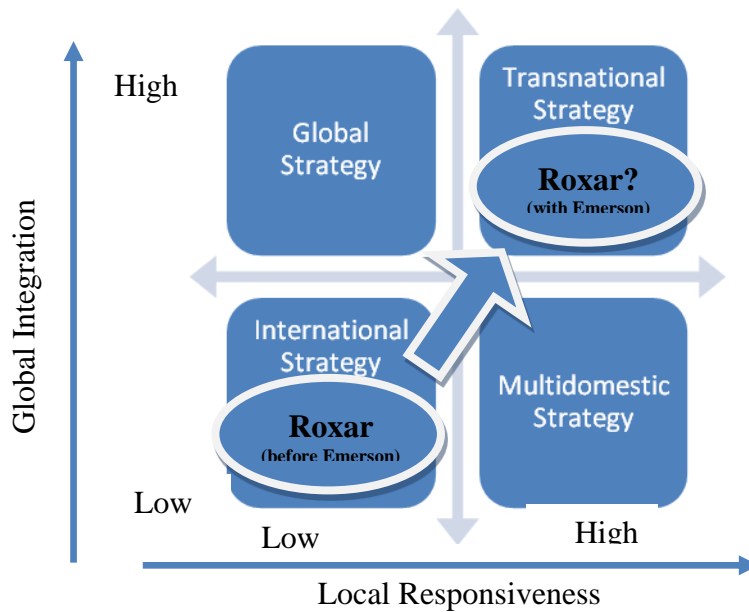 High
Global
Strategy
Transnational
Strategy
Roxar?
(with Emerson)
Global Integration
International
Strategy
Roxar
(before Emerson)
Multidomestic
Strategy
Low
Low
High
Local Responsiveness